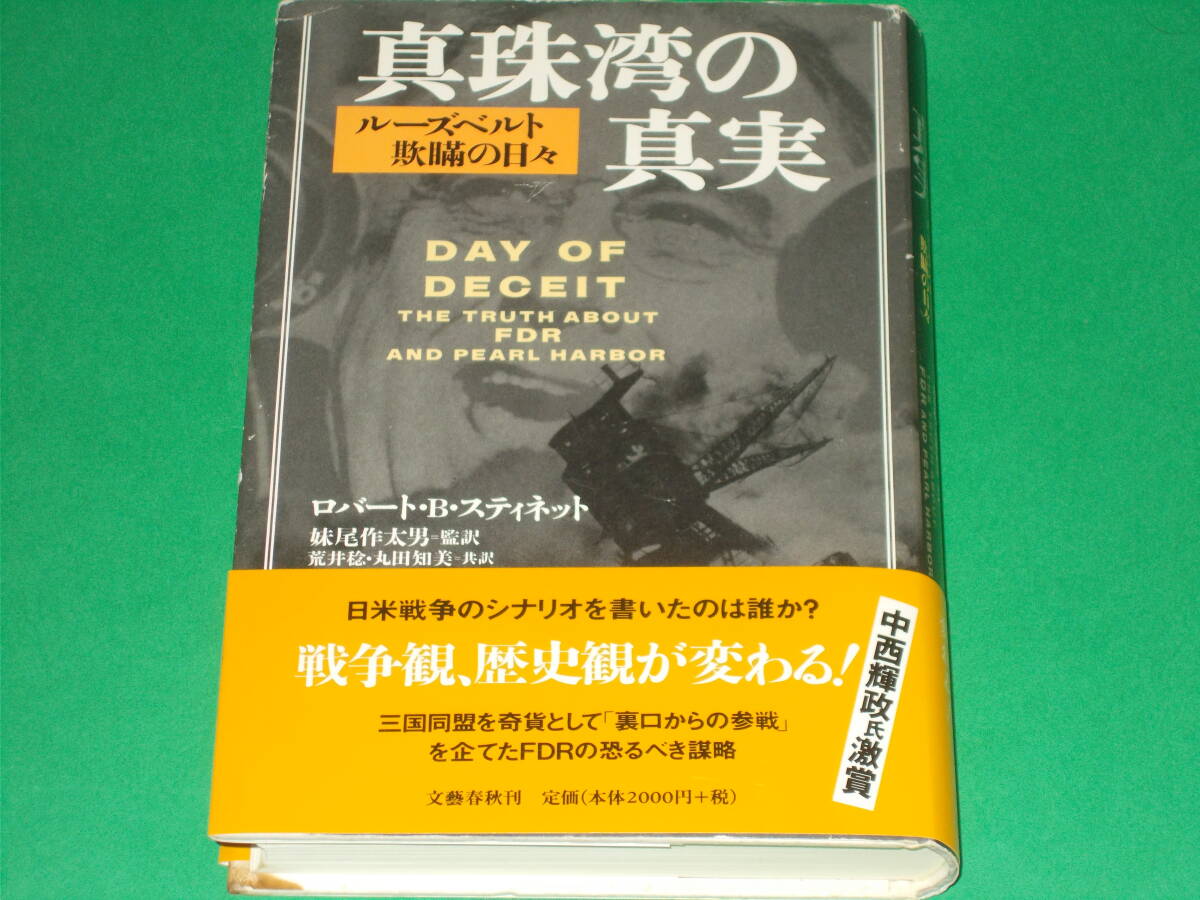 真珠湾の
真実
ルーズベルト
欺瞞の日々
DAY OF
DECEIT
THE TRUTH ABOUT
FDR
AND PEARL HARBOR
ロバート・B・スティネット
妹尾作太男=監訳
荒井稔・丸田知美=共訳
日米戦争のシナリオを書いたのは誰か?
戦争観、歴史観が変わる!
三国同盟を奇貨として「裏口からの参戦」
を企てたFDRの恐るべき謀略
文藝春秋刊 定価(本体2000円+税)
中西輝政氏激賞
FDR AND PEARL HARBOR